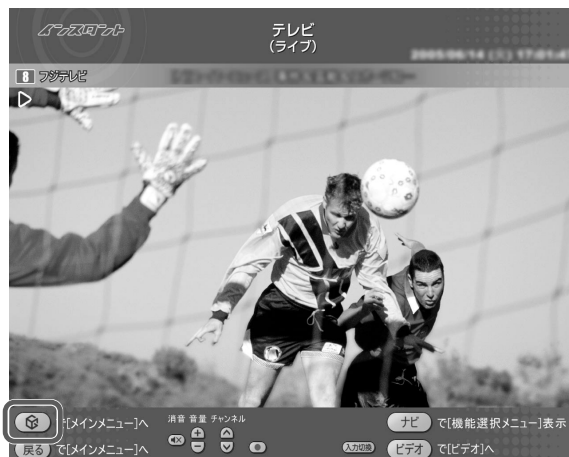 インスタント
テレビ
(ライブ)
8 フジテレビ
で[メインメニュー]へ
消音 音量 チャンネル
ナビ で[機能選択メニュー]表示
戻る で[メインメニュー]へ
入力切換
ビデオ で[ビデオ]へ